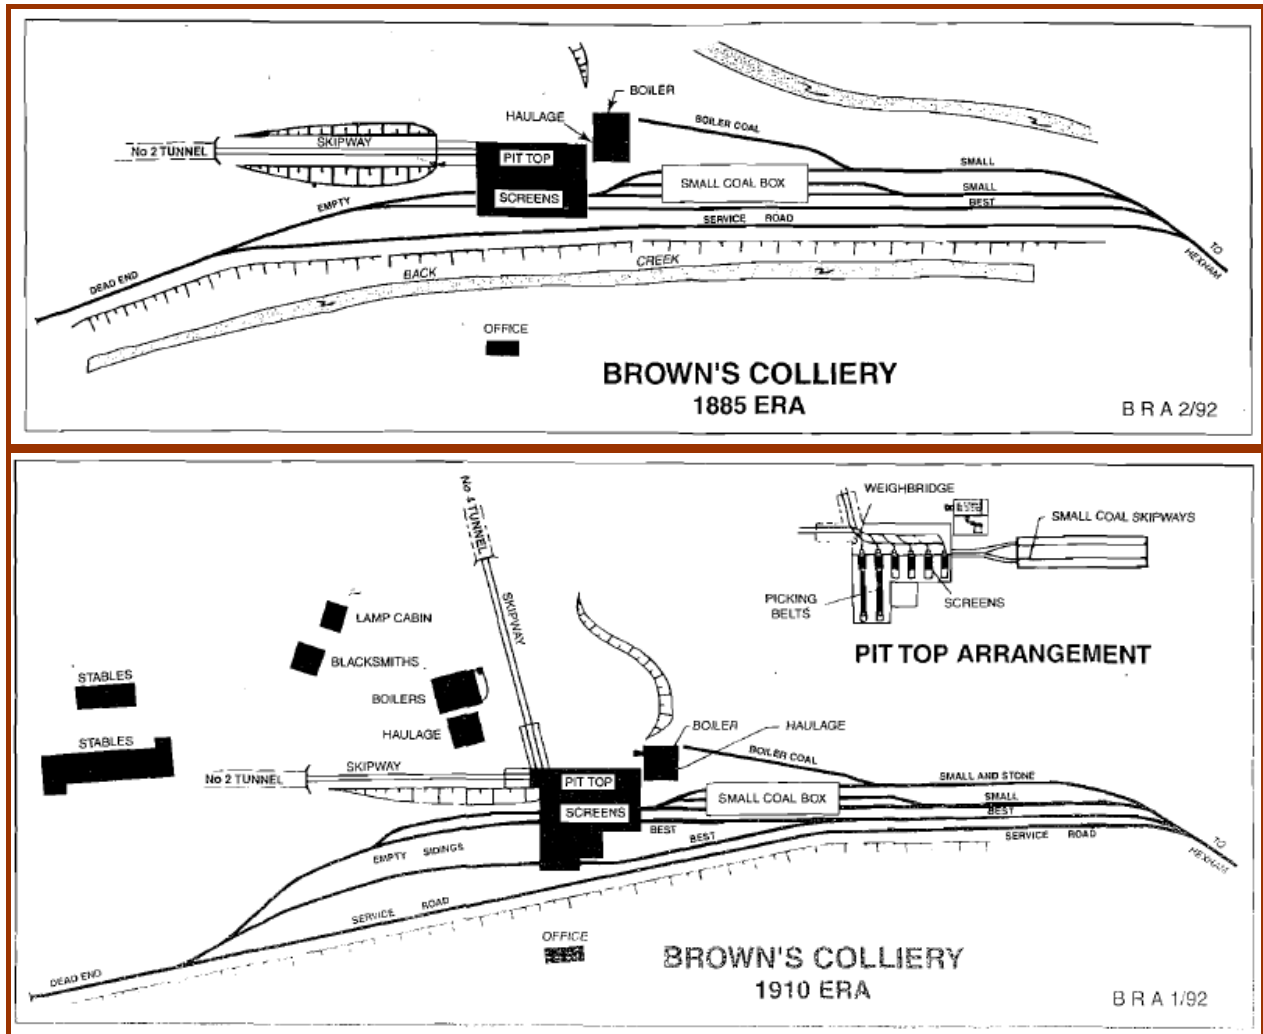 BOILER
HAULAGE
BOILER COAL
No 2 TUNNEL
SKIPWAY
PIT TOP
SMALL
SMALL COAL BOX
SMALL
SCREENS
EMPTY
BEST
SERVICE ROAD
TO
HEXHAM
DEAD END
BACK CREEK
OFFICE
BROWN'S COLLIERY
1885 ERA
B R A 2/92
No 4 TUNNEL
SKIPWAY
WEIGHBRIDGE
SMALL COAL SKIPWAYS
PICKING
BELTS
SCREENS
PIT TOP ARRANGEMENT
LAMP CABIN
BLACKSMITHS
STABLES
BOILERS
HAULAGE
STABLES
BOILER
HAULAGE
BOILER COAL
No 2 TUNNEL
SKIPWAY
PIT TOP
SMALL AND STONE
SMALL COAL BOX
SMALL
SCREENS
BEST
BEST
BEST
SERVICE ROAD
TO
HEXHAM
EMPTY SIDINGS
SERVICE ROAD
DEAD END
OFFICE
BROWN'S COLLIERY
1910 ERA
B R A 1/92